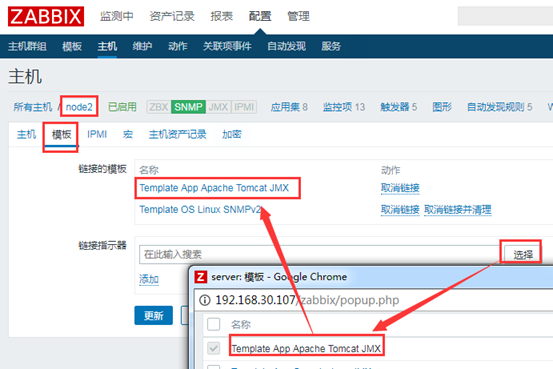 ZABBIX 监测中 资产记录 报表 配置 管理
主机群组 模板 主机 维护 动作 关联项事件 自动发现 服务
主机
所有主机 / node2 已启用 ZBX SNMP JMX IPMI 应用集 8 监控项 13 触发器 5 图形 自动发现规则 5
主机 模板 IPMI 宏 主机资产记录 加密
链接的模板 名称 动作
Template App Apache Tomcat JMX 取消链接
Template OS Linux SNMPv2 取消链接 取消链接并清理
链接指示器 在此输入搜索 选择
添加
更新
server: 模板 - Google Chrome
192.168.30.107/zabbix/popup.php
名称
Template App Apache Tomcat JMX